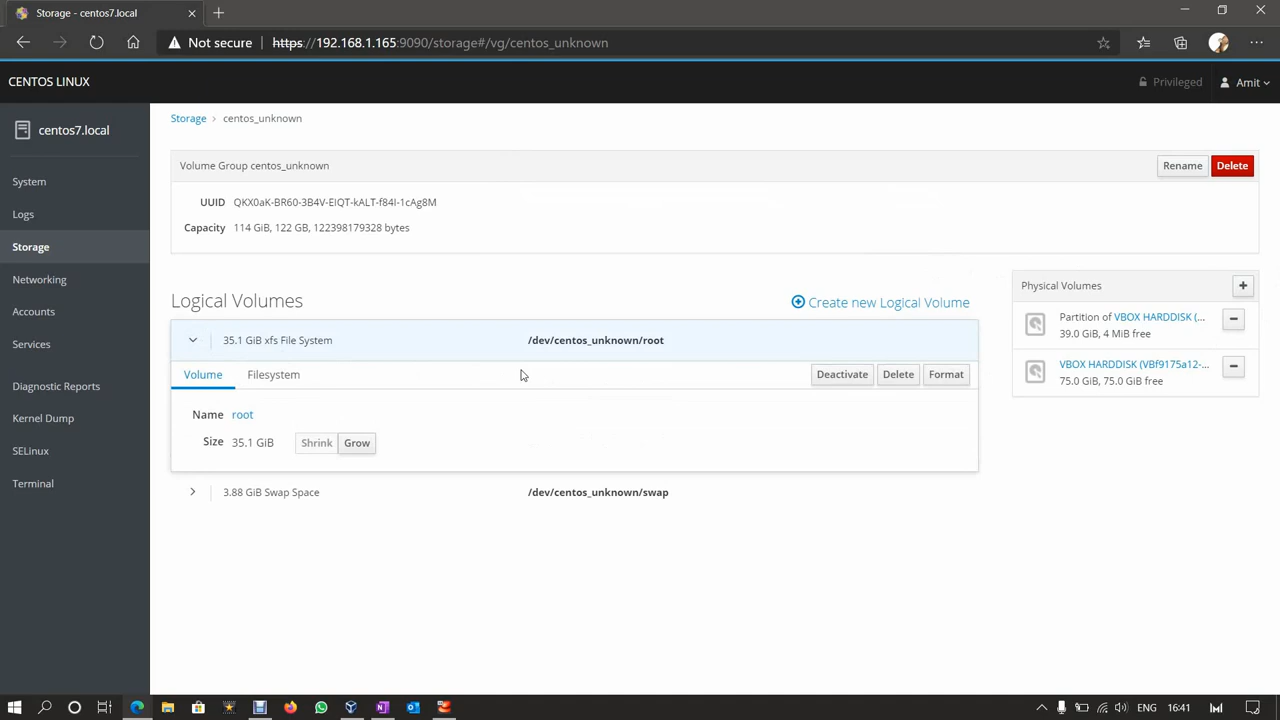 Storage - centos7.local
Not secure
https://192.168.1.165:9090/storage#/vg/centos_unknown
CENTOS LINUX
Privileged
Amit
centos7.local
System
Logs
Storage
Networking
Accounts
Services
Diagnostic Reports
Kernel Dump
SELinux
Terminal
Storage > centos_unknown
Volume Group centos_unknown
Rename
Delete
UUID QKX0aK-BR60-3B4V-EIQT-kALT-f84I-1cAg8M
Capacity 114 GiB, 122 GB, 122398179328 bytes
Logical Volumes
Create new Logical Volume
35.1 GiB xfs File System
/dev/centos_unknown/root
Volume
Filesystem
Deactivate
Delete
Format
Name root
Size 35.1 GiB
Shrink
Grow
3.88 GiB Swap Space
/dev/centos_unknown/swap
Physical Volumes
Partition of VBOX HARDDISK (...
39.0 GiB, 4 MiB free
VBOX HARDDISK (VBf9175a12-...
75.0 GiB, 75.0 GiB free
ENG
16:41